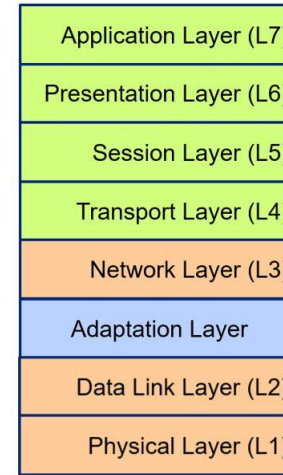 Application Layer (L7)
Presentation Layer (L6)
Session Layer (L5)
Transport Layer (L4)
Network Layer (L3)
Adaptation Layer
Data Link Layer (L2)
Physical Layer (L1)